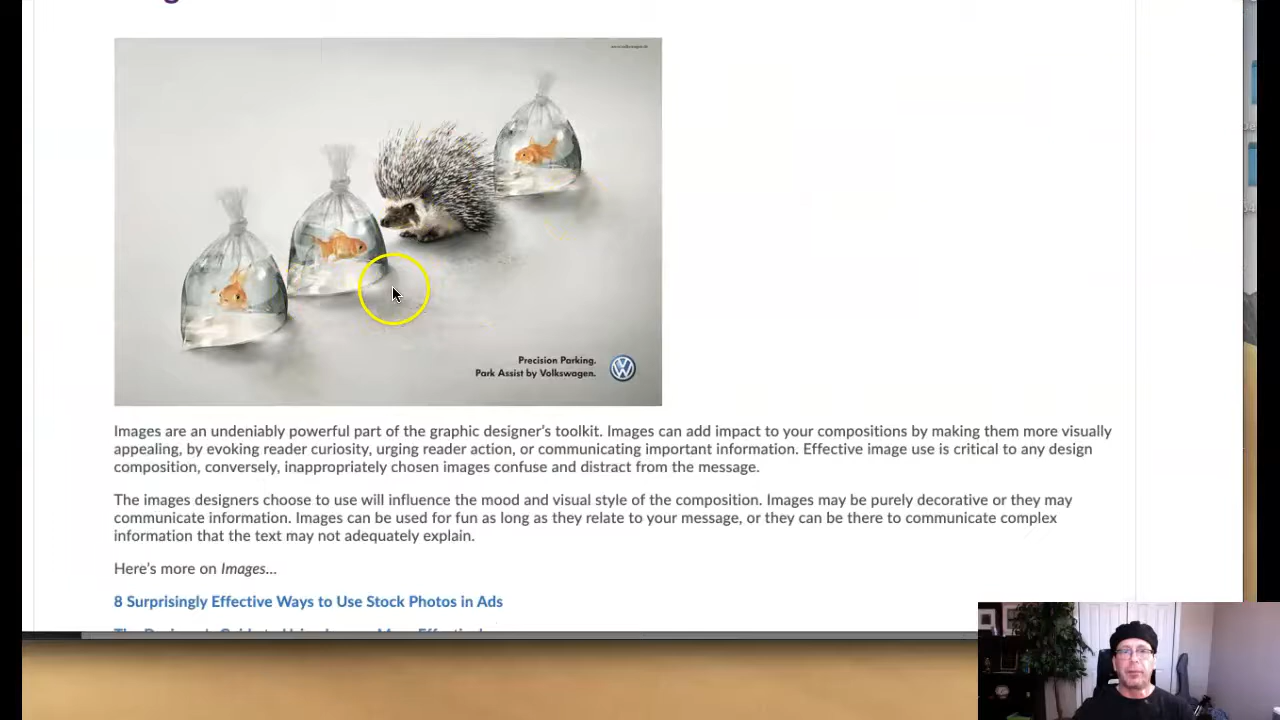 Precision Parking.
Park Assist by Volkswagen.
Images are an undeniably powerful part of the graphic designer's toolkit. Images can add impact to your compositions by making them more visually
appealing, by evoking reader curiosity, urging reader action, or communicating important information. Effective image use is critical to any design
composition, conversely, inappropriately chosen images confuse and distract from the message.
The images designers choose to use will influence the mood and visual style of the composition. Images may be purely decorative or they may
communicate information. Images can be used for fun as long as they relate to your message, or they can be there to communicate complex
information that the text may not adequately explain.
Here's more on Images...
8 Surprisingly Effective Ways to Use Stock Photos in Ads